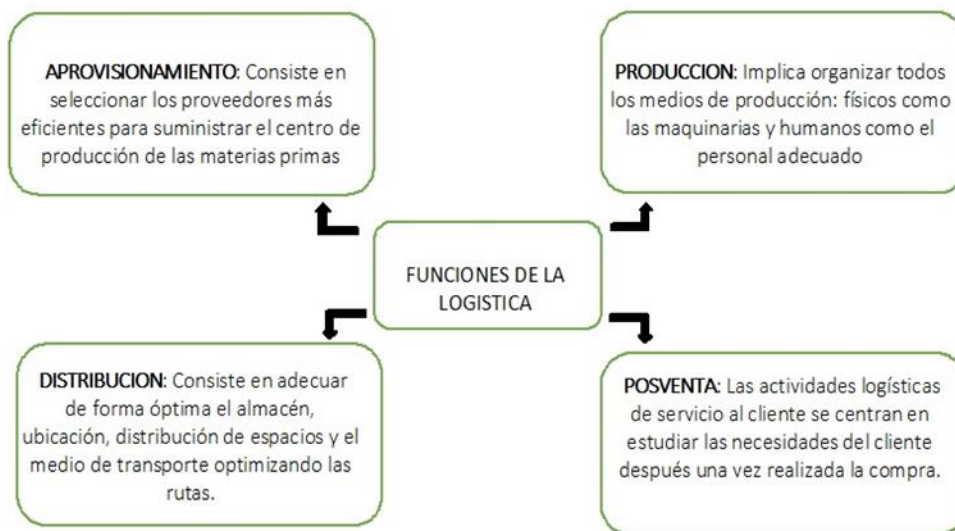 APROVISIONAMIENTO: Consiste en
seleccionar los proveedores más
eficientes para suministrar el centro de
producción de las materias primas
PRODUCCION: Implica organizar todos
los medios de producción: físicos como
las maquinarias y humanos como el
personal adecuado
FUNCIONES DE LA
LOGISTICA
DISTRIBUCION: Consiste en adecuar
de forma óptima el almacén,
ubicación, distribución de espacios y el
medio de transporte optimizando las
rutas.
POSVENTA: Las actividades logísticas
de servicio al cliente se centran en
estudiar las necesidades del cliente
después una vez realizada la compra.